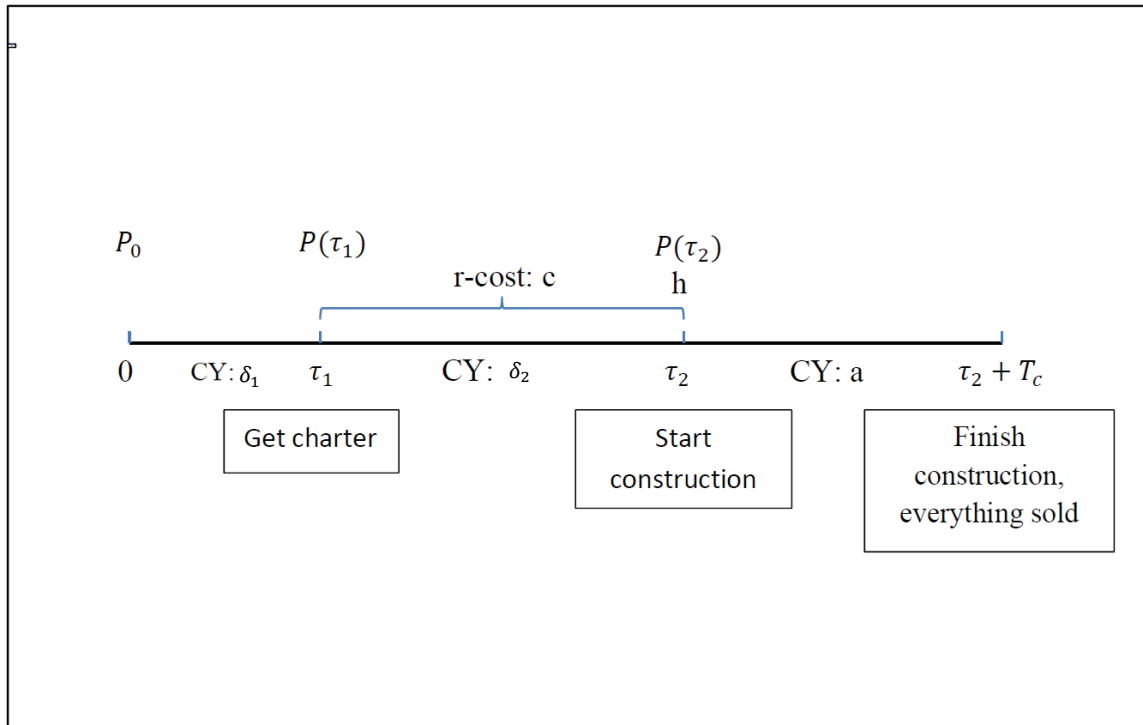 P₀ P(τ₁) P(τ₂)
r-cost: c h
0 CY: δ₁ τ₁ CY: δ₂ τ₂ CY: a τ₂ + T_c
Get charter
Start
construction
Finish
construction,
everything sold